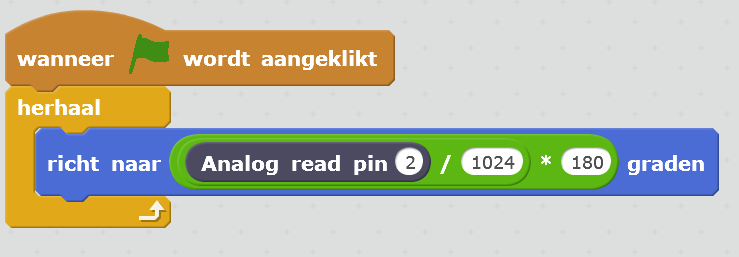 wanneer wordt aangeklikt
herhaal
richt naar Analog read pin 2 / 1024 * 180 graden